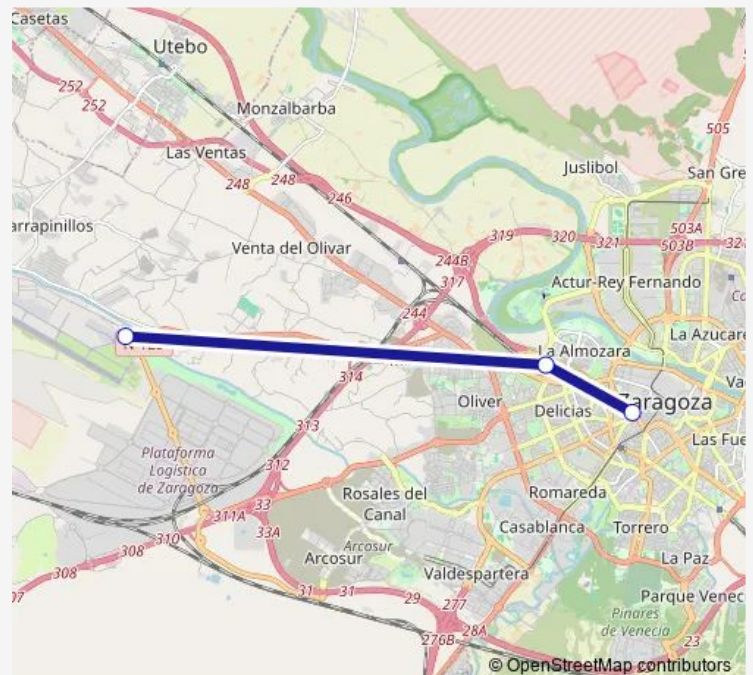 Casetas
Utebo
252
252
Monzalbarba
505
Las Ventas
Juslibol
San Gre
248
248
246
arrapinillos
Venta del Olivar
319
320
321
503A
503B
321
244B
317
Actur-Rey Fernando
244
La Azucare
La Almozara
314
Oliver
Delicias
Zaragoza
Las Fue
313
Plataforma
Logística
de Zaragoza
312
33
Rosales del
Canal
Romareda
311A
33A
Casablanca
Torrero
310
308
308
Arcosur
Arcosur
Valdespartera
La Paz
07
31
31
29
277
Parque Venec
28A
Pinares
de Venecia
276B
23
© OpenStreetMap contributors